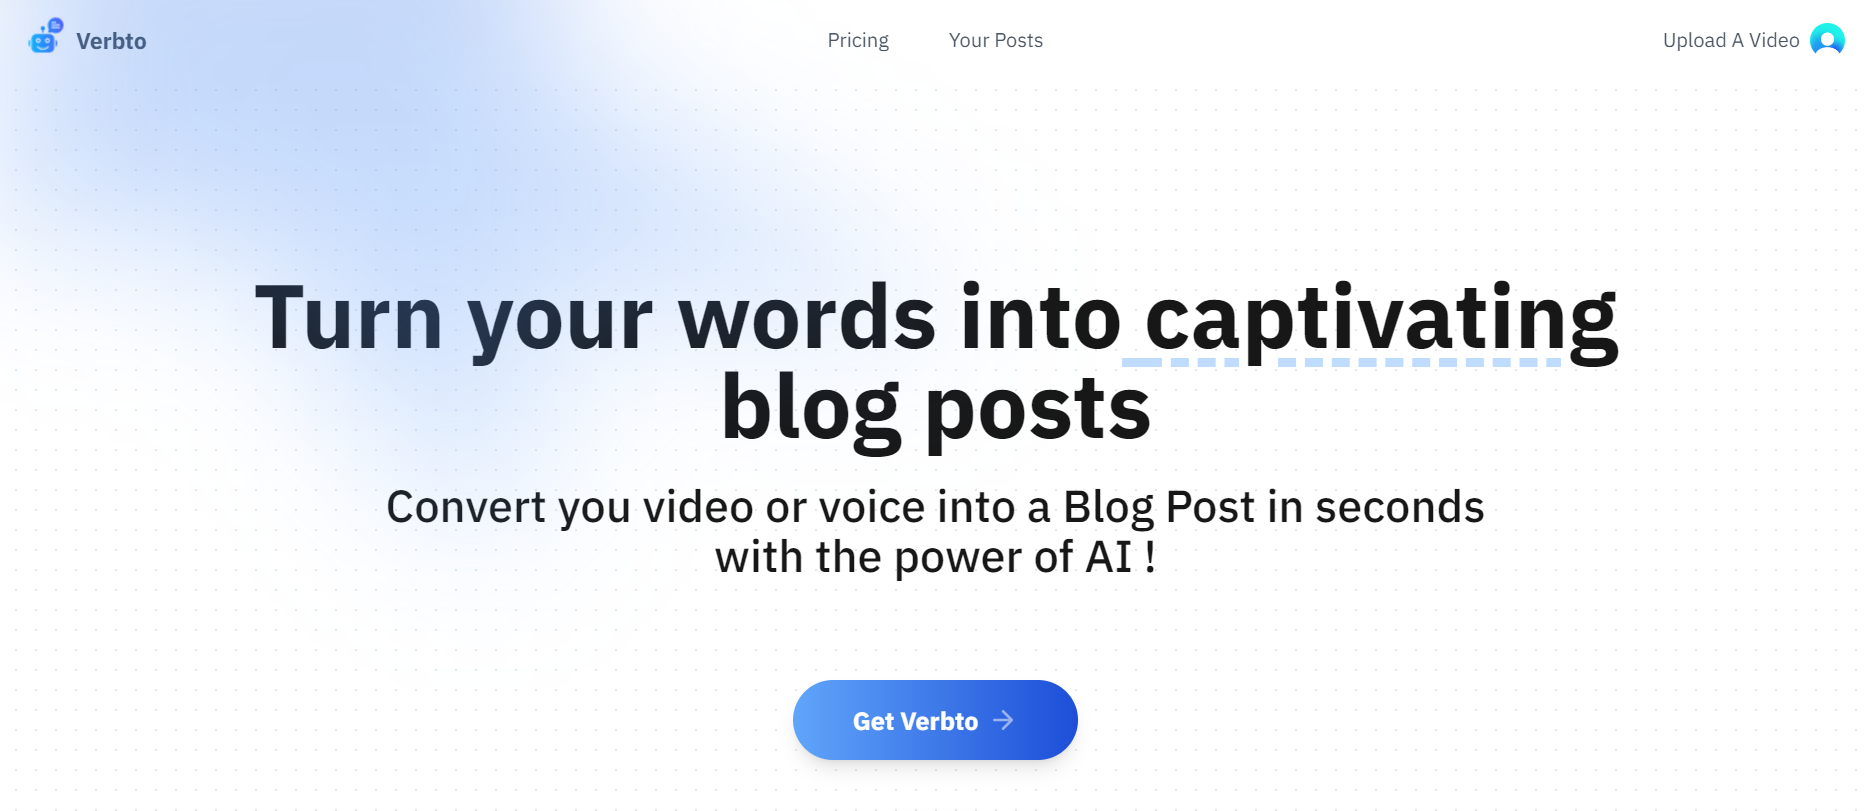 Verbto
Pricing
Your Posts
Upload A Video
Turn your words into captivating
blog posts
Convert you video or voice into a Blog Post in seconds
with the power of AI !
Get Verbto